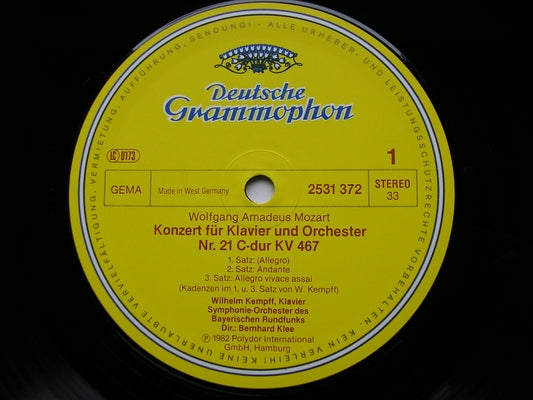 VERMIETUNG, AUFFÜHRUNG, SENDUNG! · ALLE URHEBER- UND LEISTUNGSSCHUTZRECHTE VORBEHALTEN · KEIN VERLEIH! KEINE UNERLAUBTE VERVIELFÄLTIGUNG,
Deutsche
Grammophon
LC 0173
1
GEMA
Made in West Germany
2531 372
STEREO
33
Wolfgang Amadeus Mozart
Konzert für Klavier und Orchester
Nr. 21 C-dur KV 467
1. Satz: (Allegro)
2. Satz: Andante
3. Satz: Allegro vivace assai
(Kadenzen im 1. u. 3. Satz von W. Kempff)
Wilhelm Kempff, Klavier
Symphonie-Orchester des
Bayerischen Rundfunks
Dir.: Bernhard Klee
Ⓟ 1982 Polydor International
GmbH, Hamburg